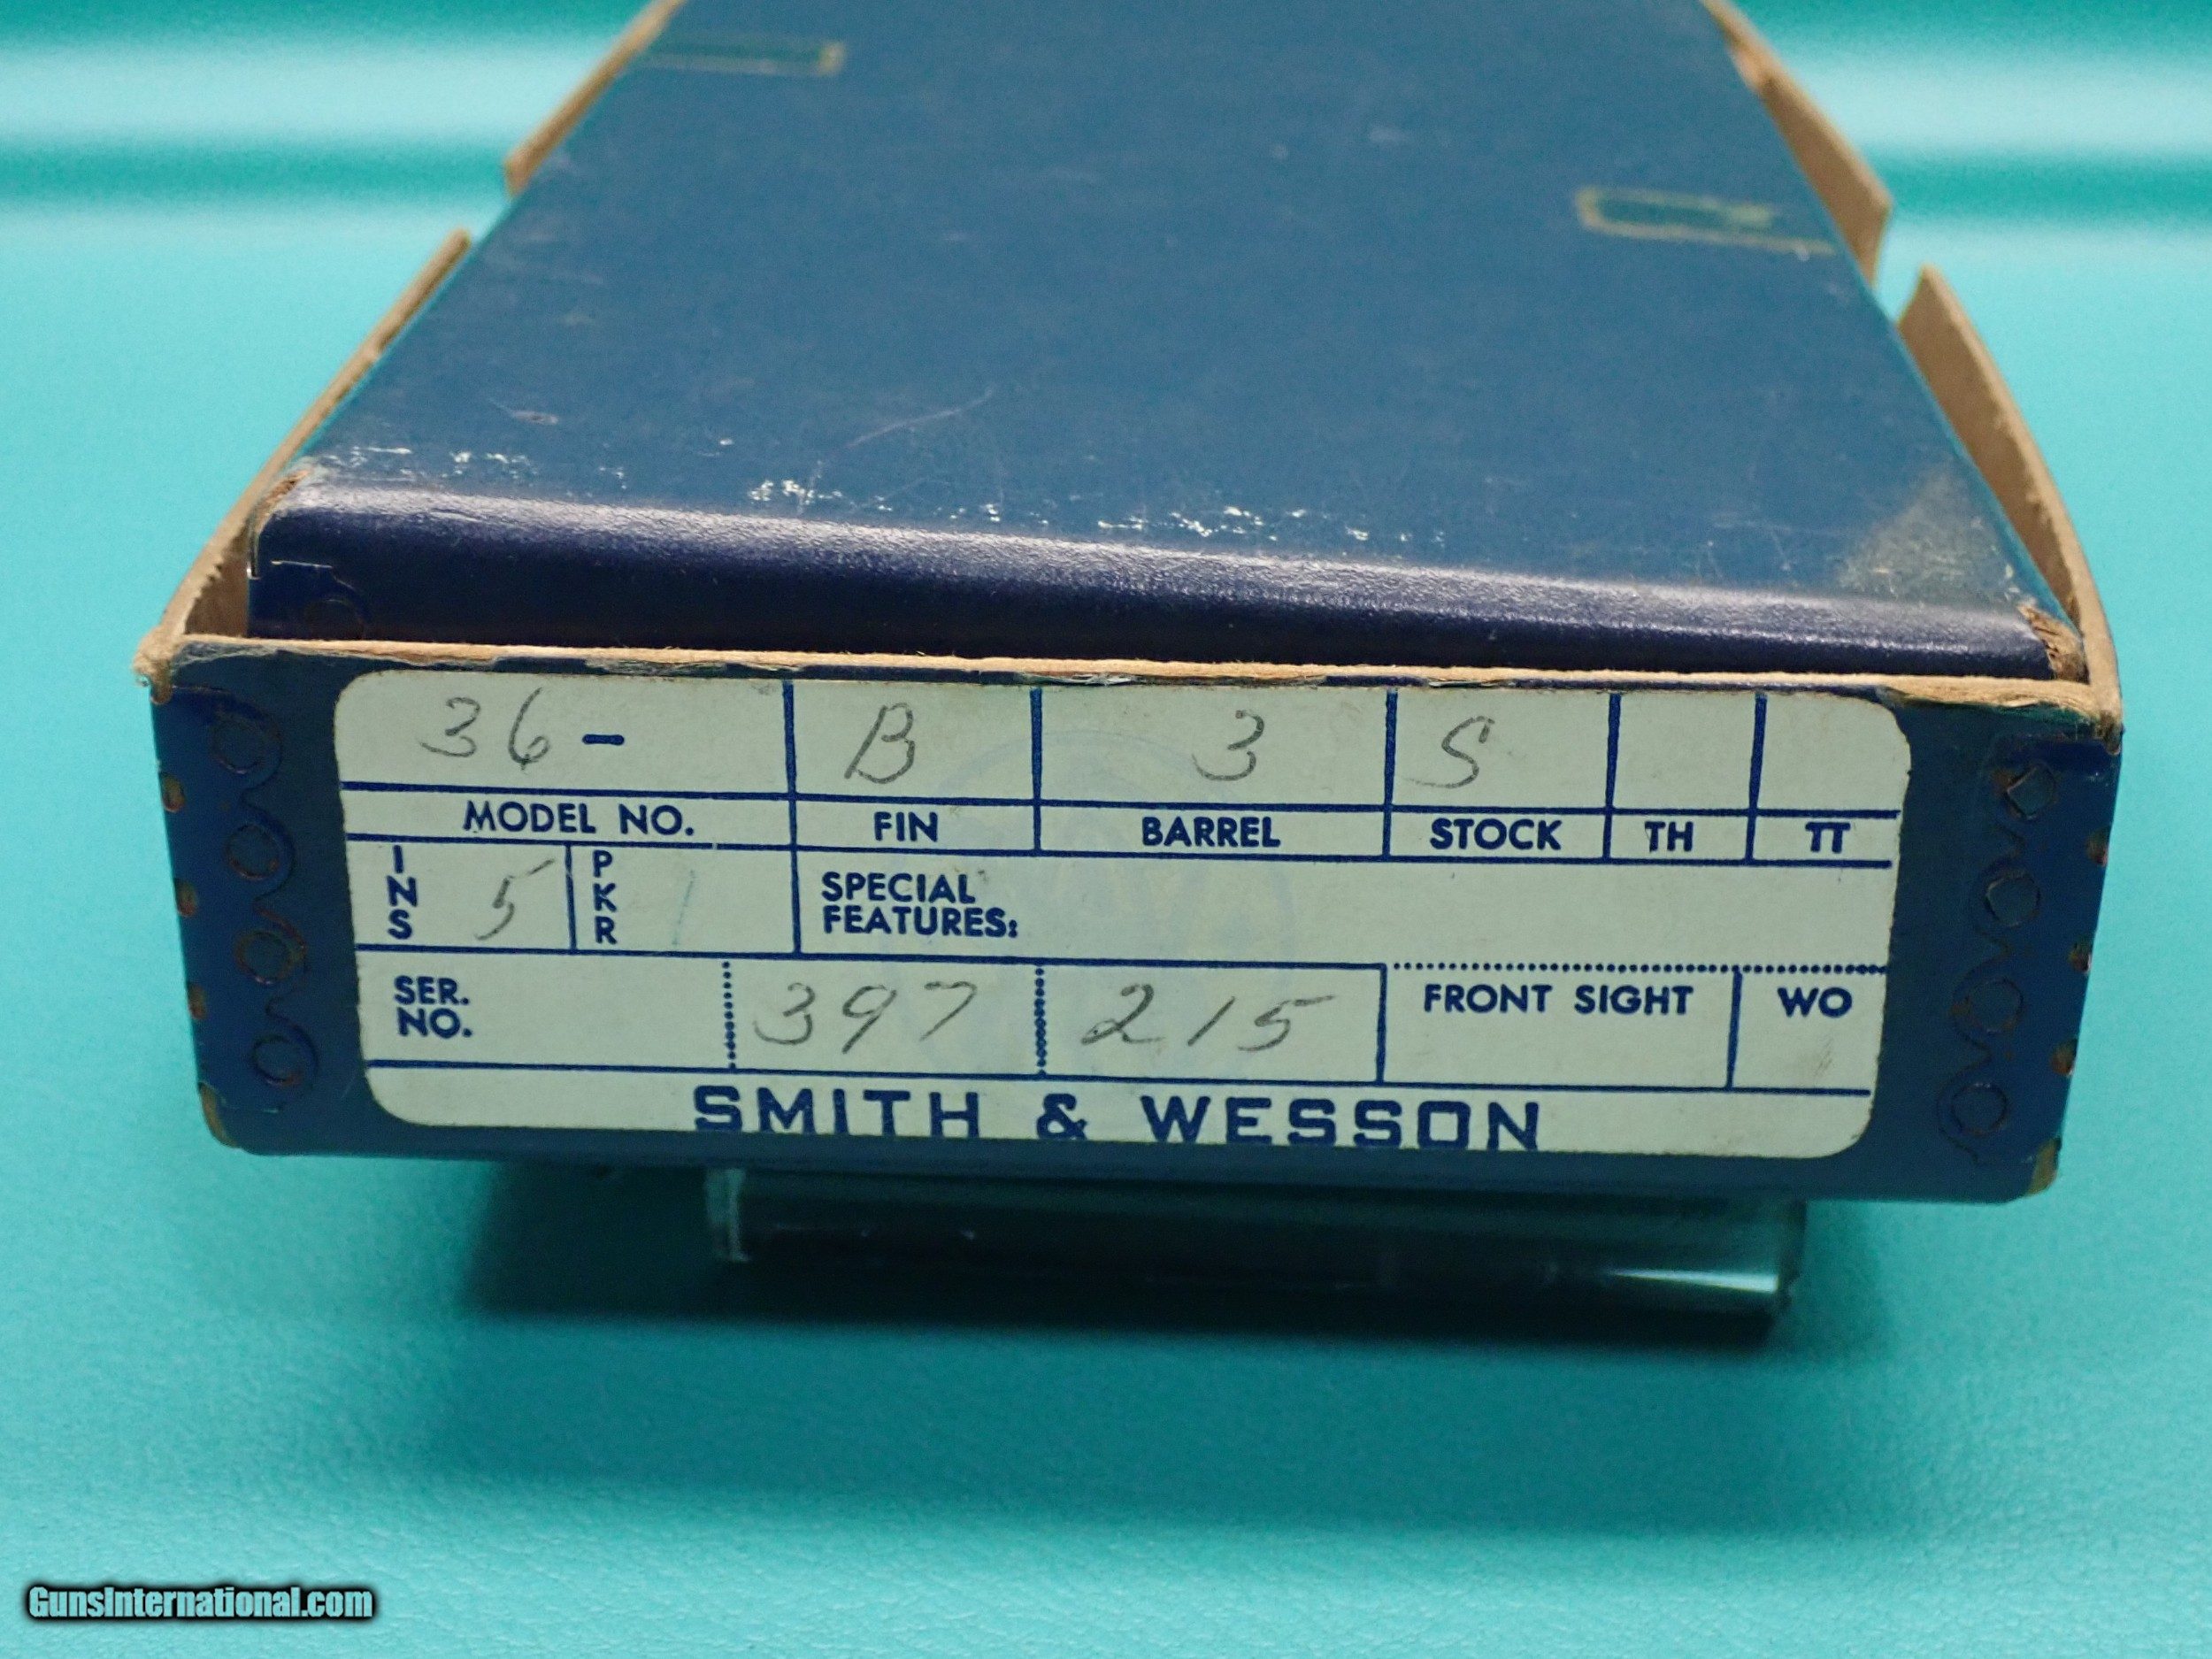 36 - B 3 S
MODEL NO. FIN BARREL STOCK TH TT
INS 5 PKR 1 SPECIAL
FEATURES:
SER. 397 215 FRONT SIGHT WO
NO.
SMITH & WESSON
GunsInternational.com